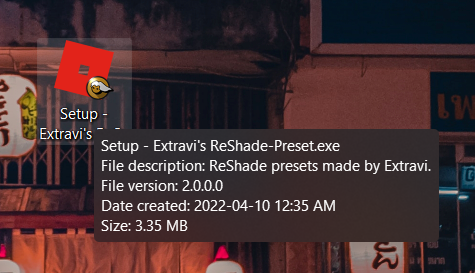 Setup -
Extravi's R
Setup - Extravi's ReShade-Preset.exe
File description: ReShade presets made by Extravi.
File version: 2.0.0.0
Date created: 2022-04-10 12:35 AM
Size: 3.35 MB